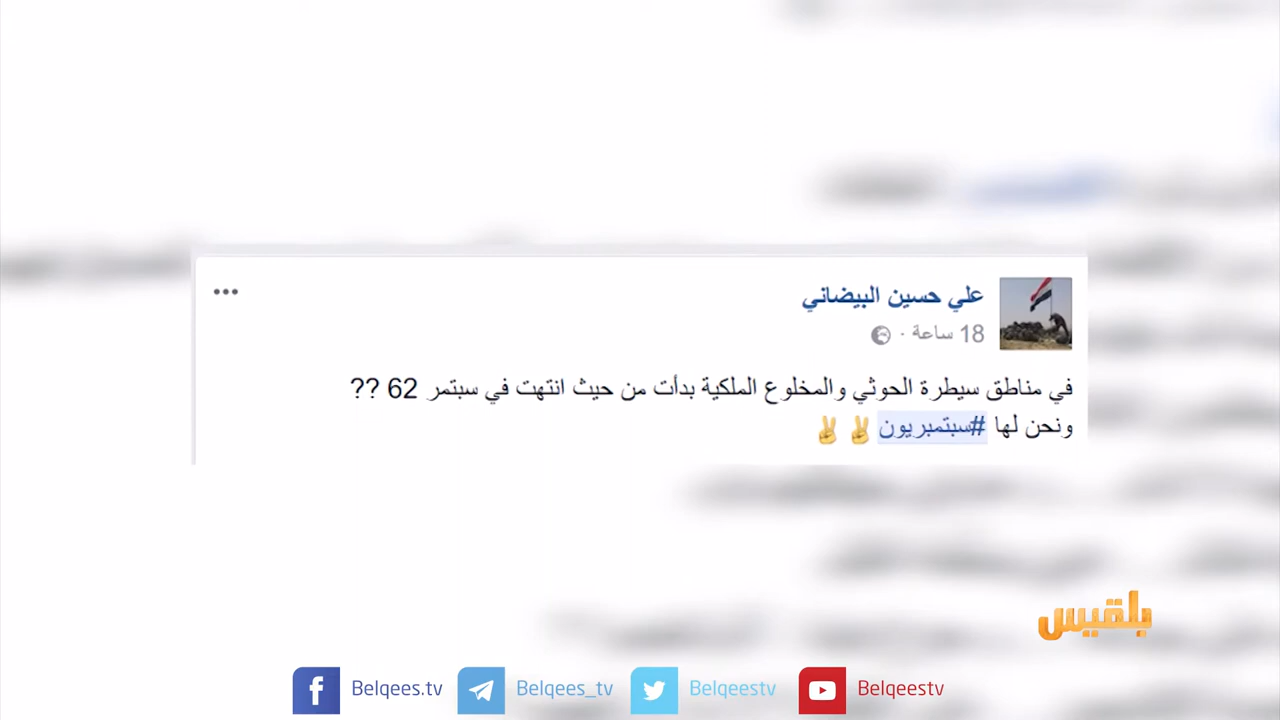 علي حسين البيضاني
18 ساعة ·
في مناطق سيطرة الحوثي والمخلوع الملكية بدأت من حيث انتهت في سبتمر 62 ??
ونحن لها #سبتمبريون ✌✌
بلقيس
Belqees.tv
Belqees_tv
Belqeestv
Belqeestv